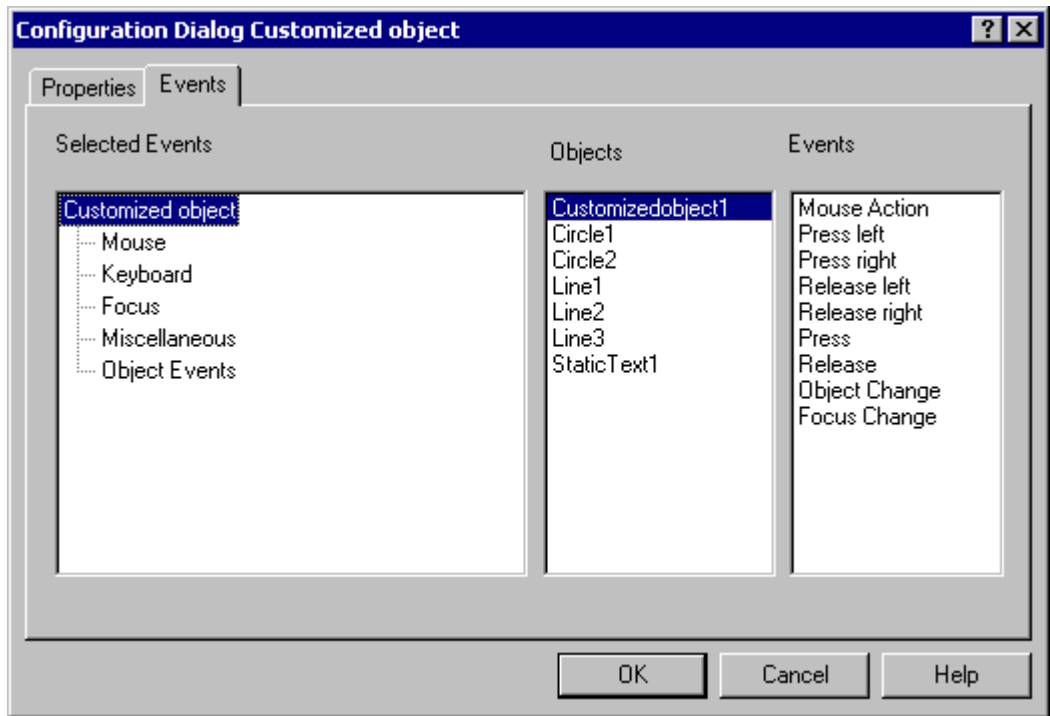 Configuration Dialog Customized object
Properties
Events
Selected Events
Objects
Events
Customized object
Mouse
Keyboard
Focus
Miscellaneous
Object Events
Customizedobject1
Circle1
Circle2
Line1
Line2
Line3
StaticText1
Mouse Action
Press left
Press right
Release left
Release right
Press
Release
Object Change
Focus Change
OK
Cancel
Help